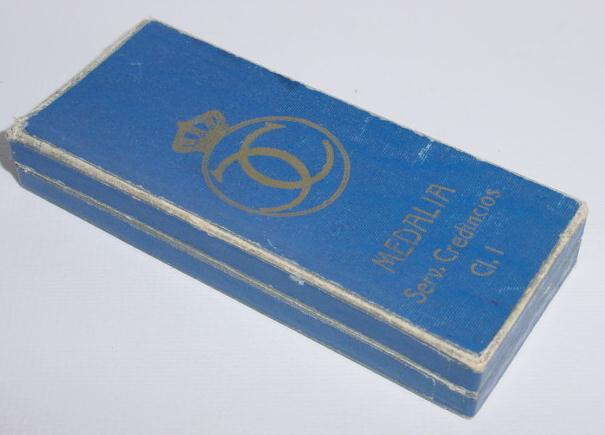 MEDALIA
Serv. Credincios
Cl. I